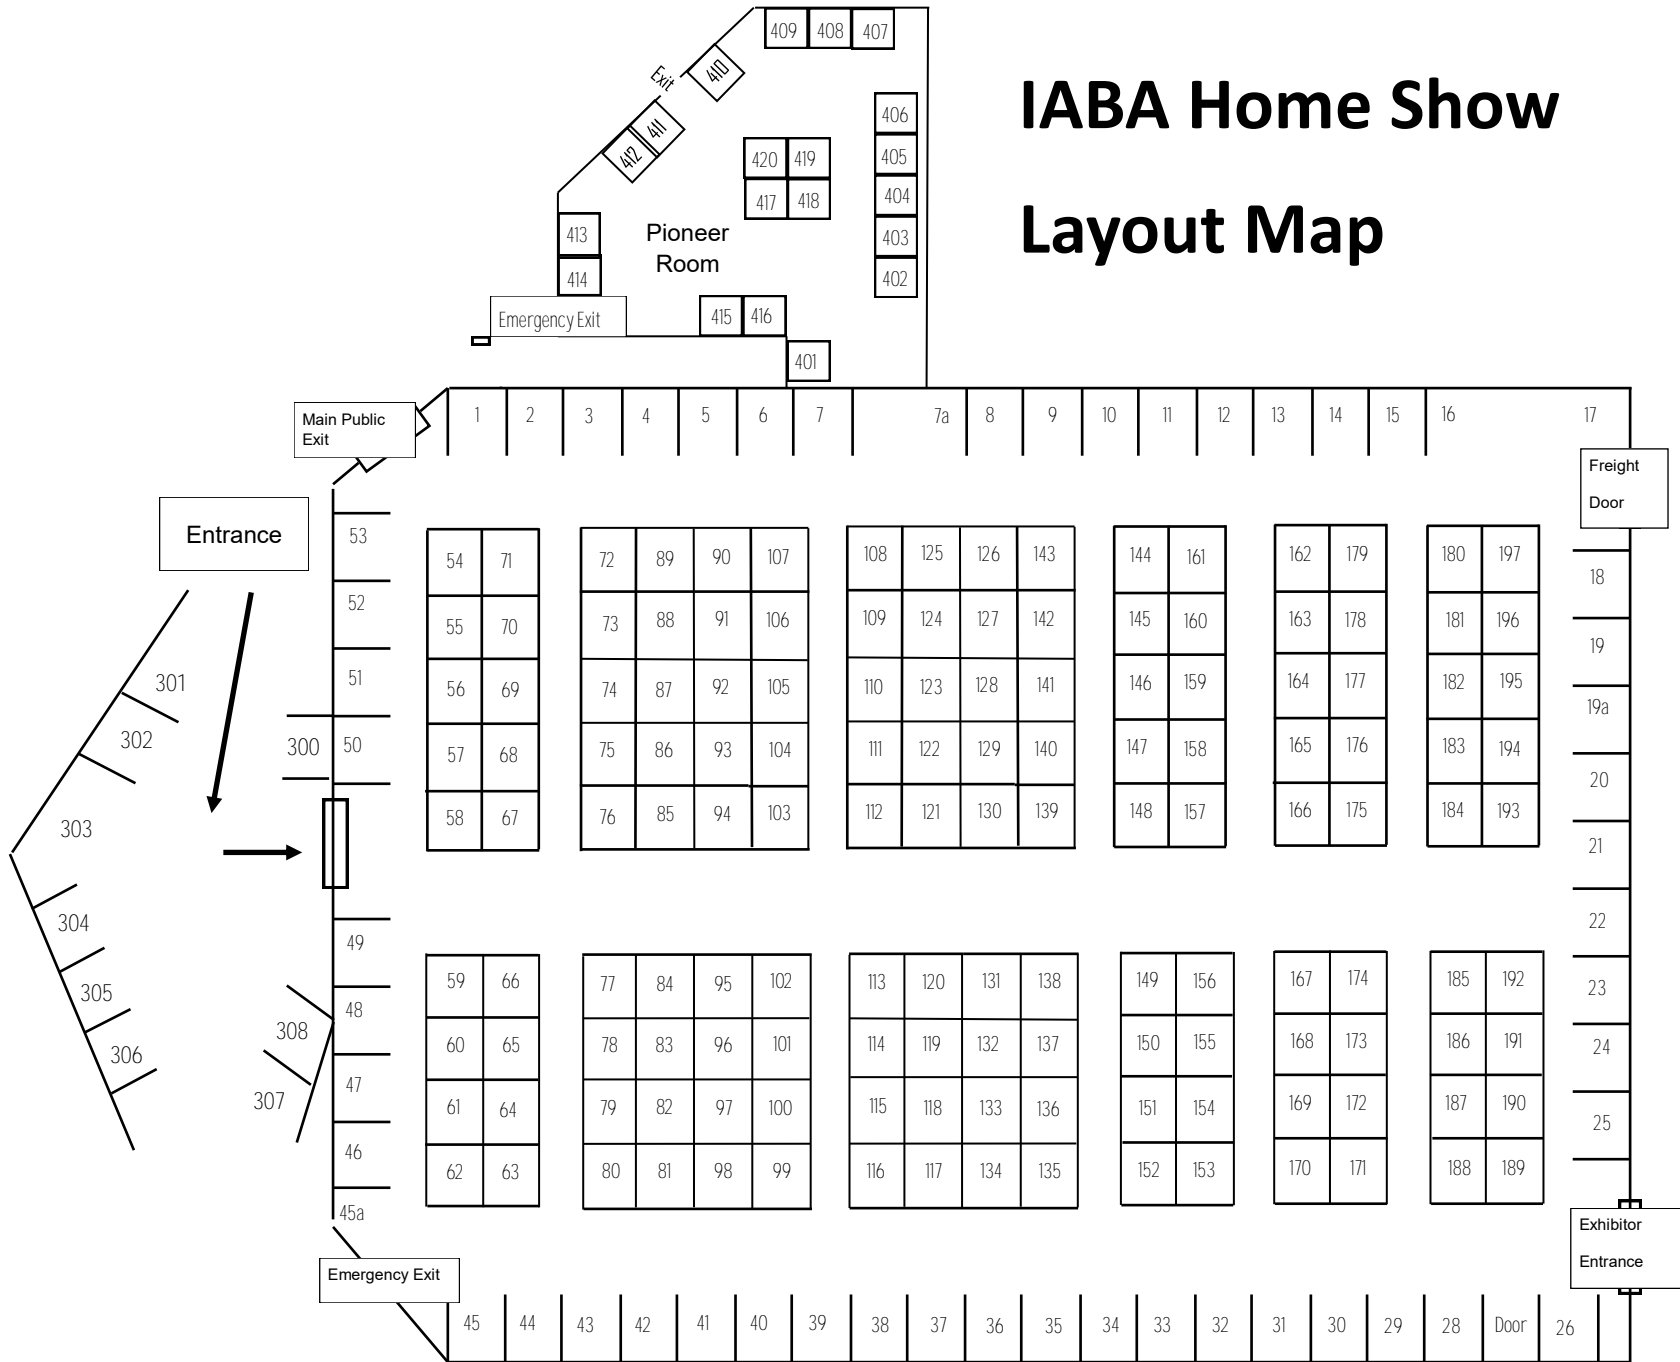 IABA Home Show
Layout Map
409 408 407
410
Exit
411
412
406
405
404
403
402
420 419
417 418
413
414
Pioneer
Room
Emergency Exit
415 416
401
Main Public
Exit
1 2 3 4 5 6 7 7a 8 9 10 11 12 13 14 15 16 17
Freight
Door
Entrance
53
52
51
50
300
301
302
303
304
305
306
308
307
49
48
47
46
45a
54 71
55 70
56 69
57 68
58 67
72 89 90 107
73 88 91 106
74 87 92 105
75 86 93 104
76 85 94 103
108 125 126 143
109 124 127 142
110 123 128 141
111 122 129 140
112 121 130 139
144 161
145 160
146 159
147 158
148 157
162 179
163 178
164 177
165 176
166 175
180 197
181 196
182 195
183 194
184 193
18
19
19a
20
21
22
23
24
25
59 66
60 65
61 64
62 63
77 84 95 102
78 83 96 101
79 82 97 100
80 81 98 99
113 120 131 138
114 119 132 137
115 118 133 136
116 117 134 135
149 156
150 155
151 154
152 153
167 174
168 173
169 172
170 171
185 192
186 191
187 190
188 189
Exhibitor
Entrance
Emergency Exit
45 44 43 42 41 40 39 38 37 36 35 34 33 32 31 30 29 28 Door 26